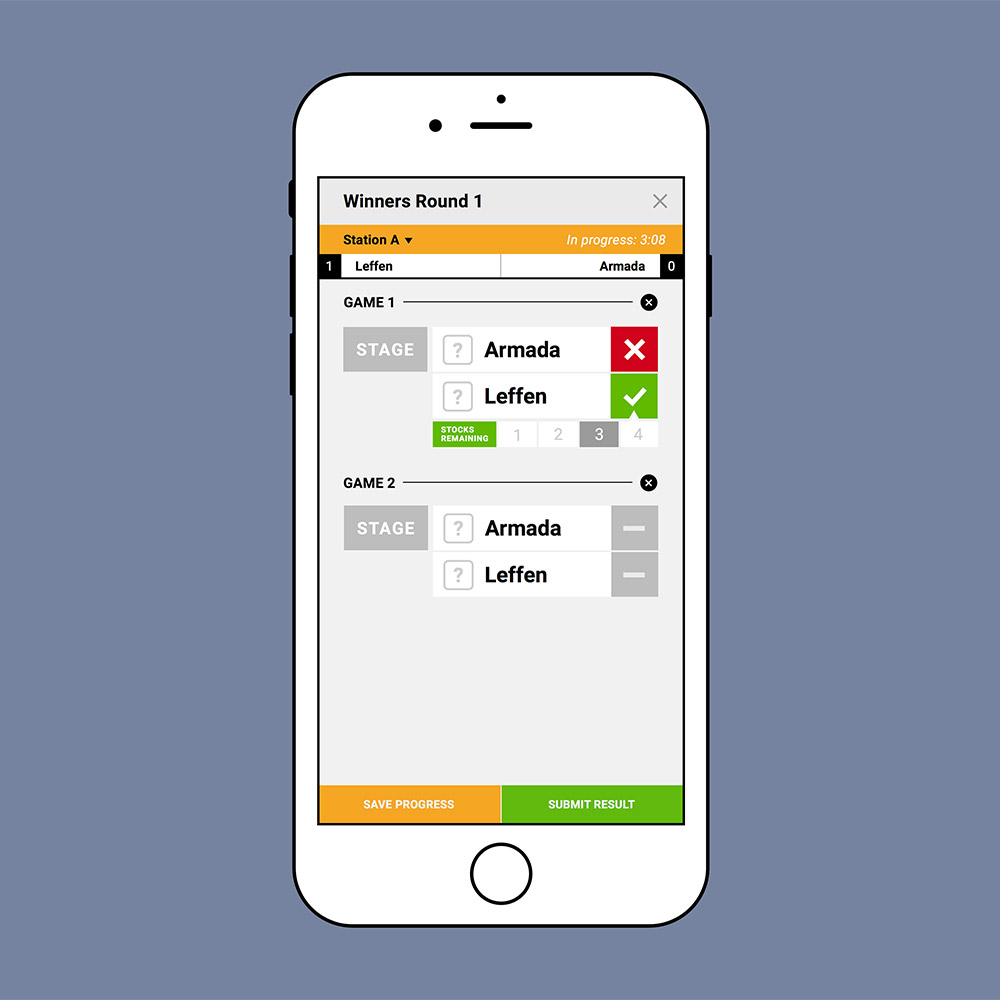 Winners Round 1
Station A
In progress: 3:08
1 Leffen Armada 0
GAME 1
STAGE ? Armada
? Leffen
STOCKS
REMAINING 1 2 3 4
GAME 2
STAGE ? Armada
? Leffen
SAVE PROGRESS SUBMIT RESULT